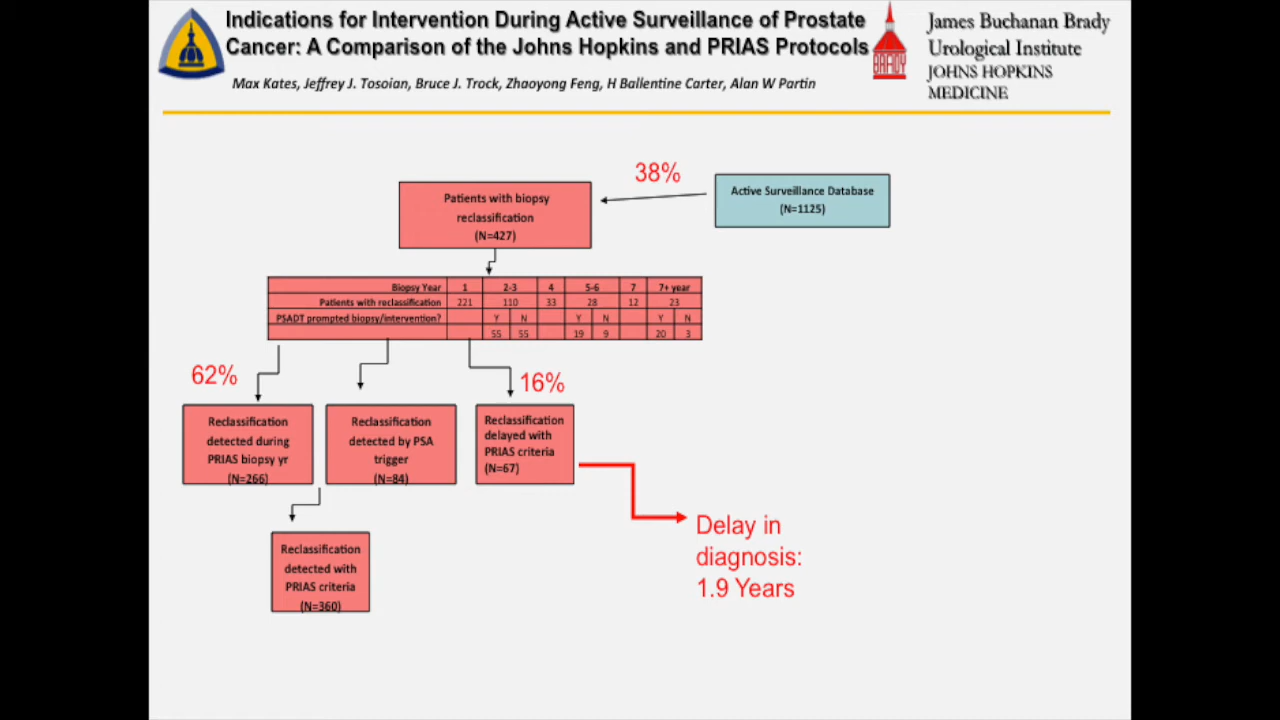 Indications for Intervention During Active Surveillance of Prostate
Cancer: A Comparison of the Johns Hopkins and PRIAS Protocols
Max Kates, Jeffrey J. Tosoian, Bruce J. Trock, Zhaoyong Feng, H Ballentine Carter, Alan W Partin
BRADY
James Buchanan Brady
Urological Institute
JOHNS HOPKINS
MEDICINE
38%
Active Surveillance Database
(N=1125)
Patients with biopsy
reclassification
(N=427)
Biopsy Year 1 2-3 4 5-6 7 7+ year
Patients with reclassification 221 110 33 28 12 23
PSADT prompted biopsy/intervention? Y N Y N Y N
55 55 19 9 20 3
62%
16%
Reclassification
detected during
PRIAS biopsy yr
(N=266)
Reclassification
detected by PSA
trigger
(N=84)
Reclassification
delayed with
PRIAS criteria
(N=67)
Reclassification
detected with
PRIAS criteria
(N=360)
Delay in
diagnosis:
1.9 Years